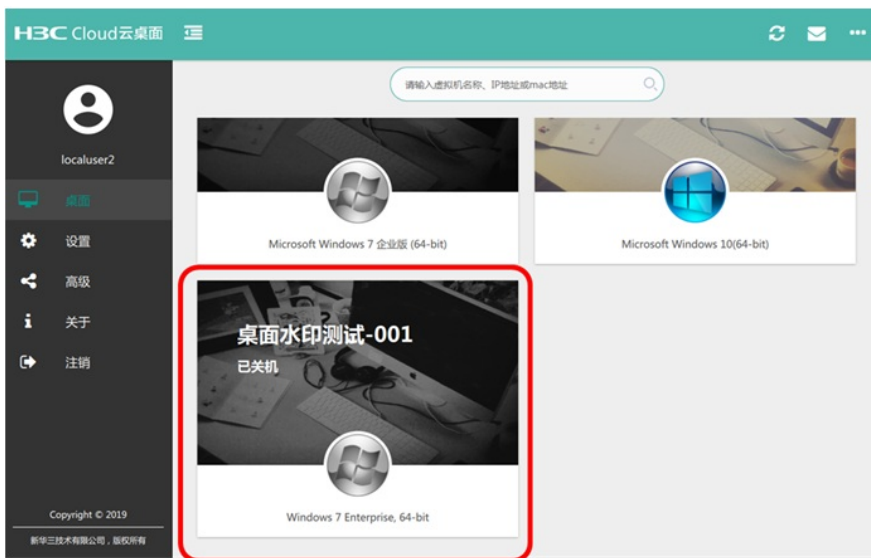 H3C Cloud云桌面
请输入虚拟机名称、IP地址或mac地址
localuser2
桌面
设置
高级
关于
注销
Microsoft Windows 7 企业版 (64-bit)
Microsoft Windows 10(64-bit)
桌面水印测试-001
已关机
Windows 7 Enterprise, 64-bit
Copyright © 2019
新华三技术有限公司，版权所有